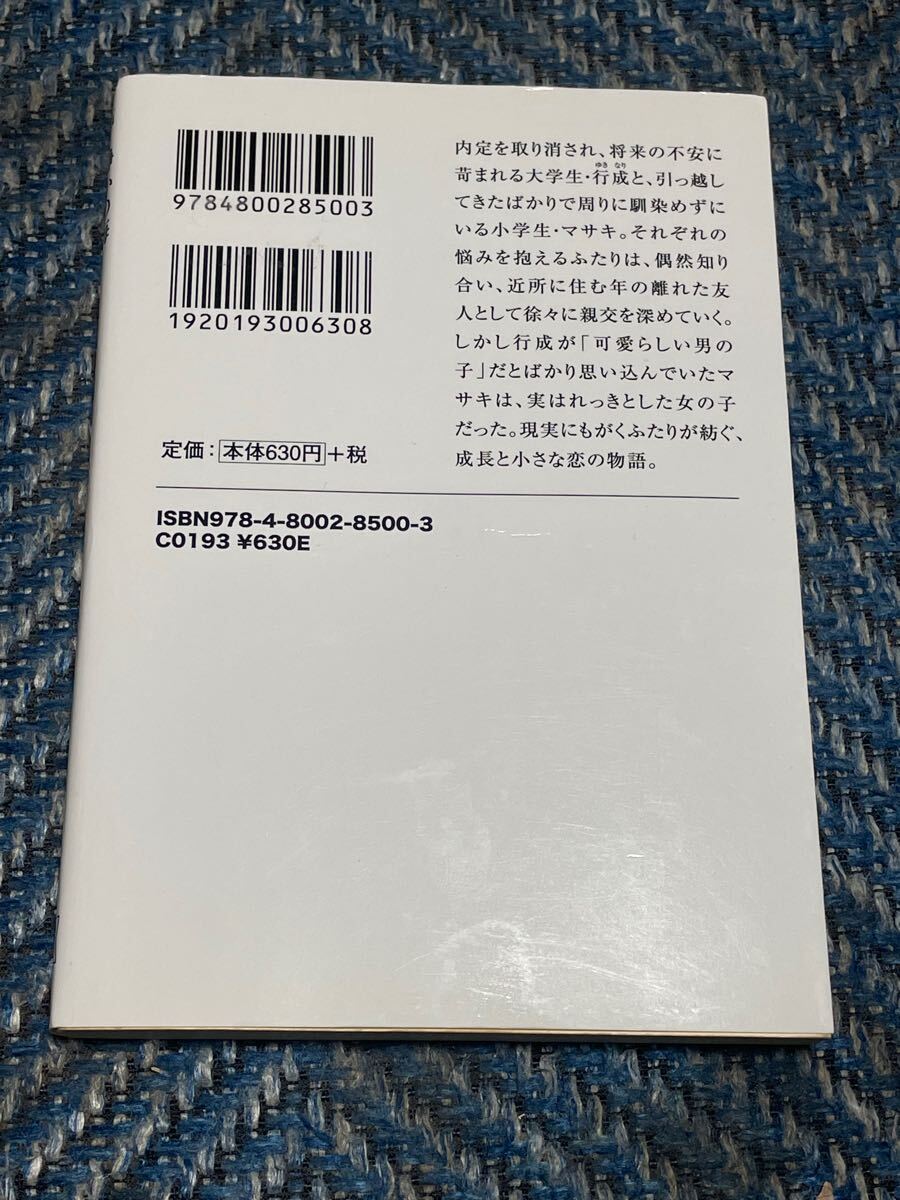 9784800285003
1920193006308
定価：本体630円+税
内定を取り消され、将来の不安に
苛まれる大学生・行成と、引っ越し
ゆき なり
てきたばかりで周りに馴染めずに
いる小学生・マサキ。それぞれの
悩みを抱えるふたりは、偶然知り
合い、近所に住む年の離れた友
人として徐々に親交を深めていく。
しかし行成が「可愛らしい男の
子」だとばかり思い込んでいたマ
サキは、実はれっきとした女の子
だった。現実にもがくふたりが紡ぐ、
成長と小さな恋の物語。
ISBN978-4-8002-8500-3
C0193 ¥630E